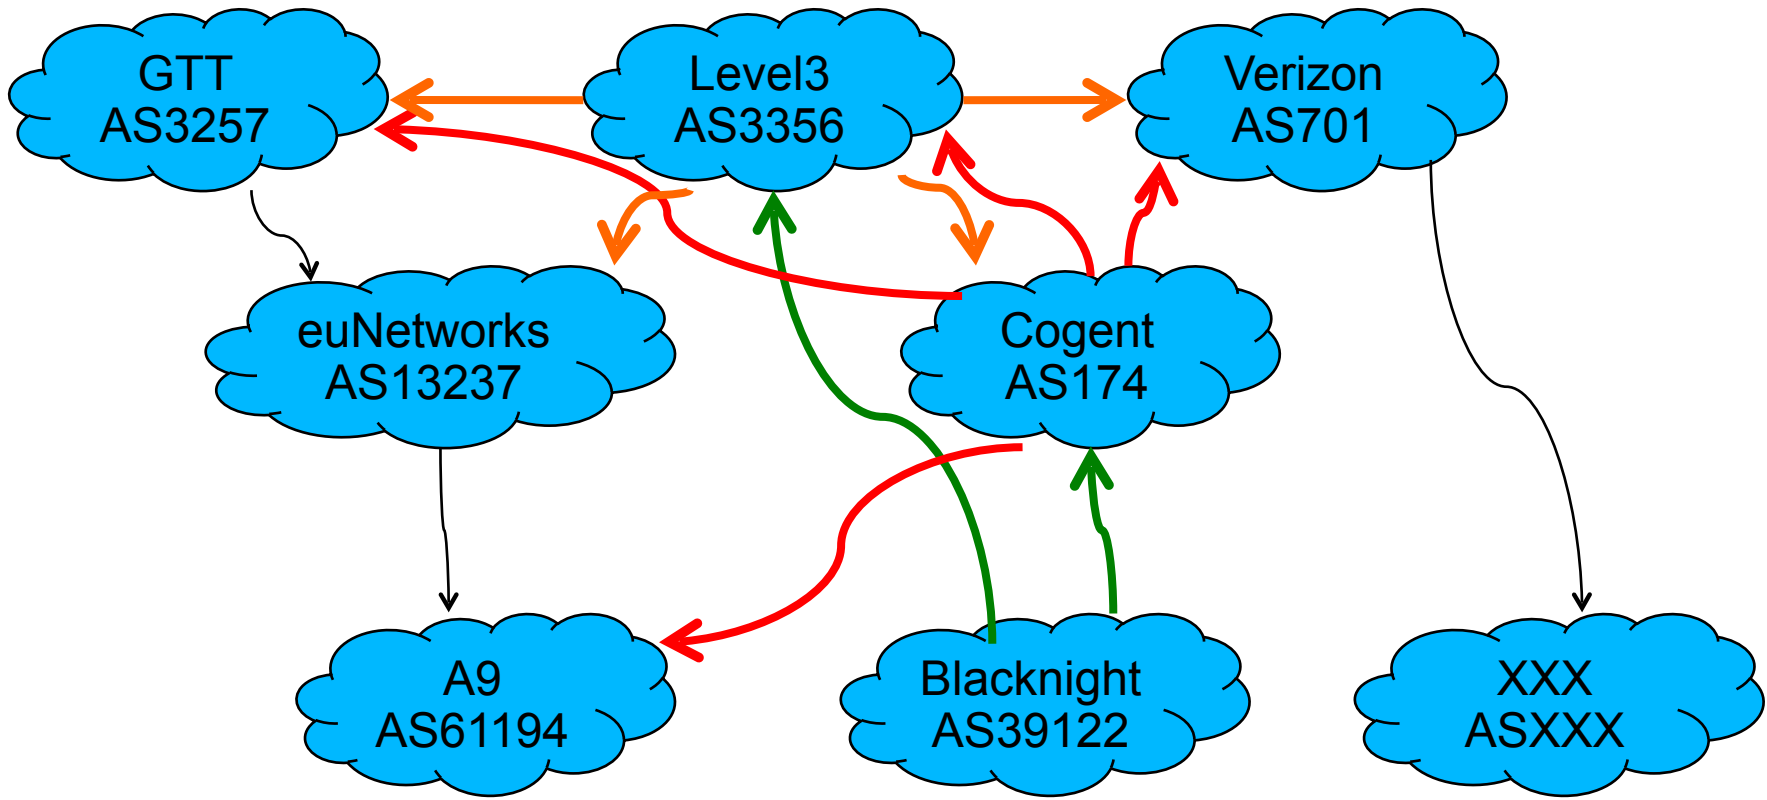 GTT
AS3257
Level3
AS3356
Verizon
AS701
euNetworks
AS13237
Cogent
AS174
A9
AS61194
Blacknight
AS39122
XXX
ASXXX